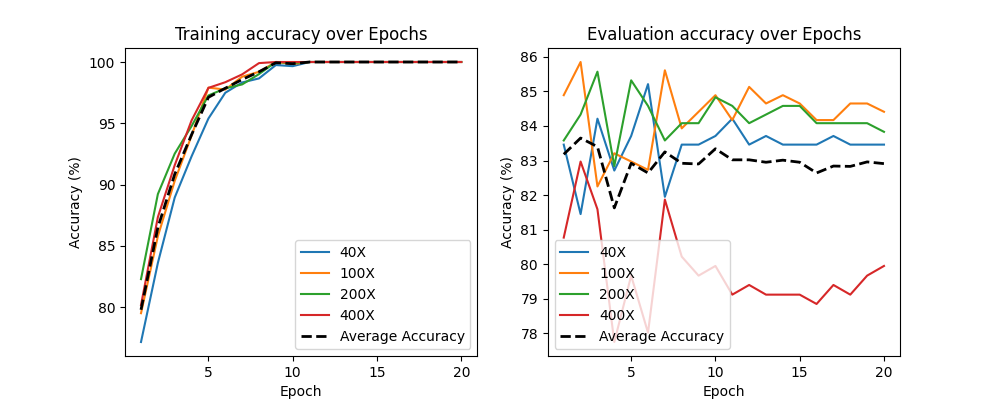 Training accuracy over Epochs
Accuracy (%)
100
95
90
85
80
5
10
15
20
Epoch
40X
100X
200X
400X
Average Accuracy
Evaluation accuracy over Epochs
Accuracy (%)
86
85
84
83
82
81
80
79
78
5
10
15
20
Epoch
40X
100X
200X
400X
Average Accuracy